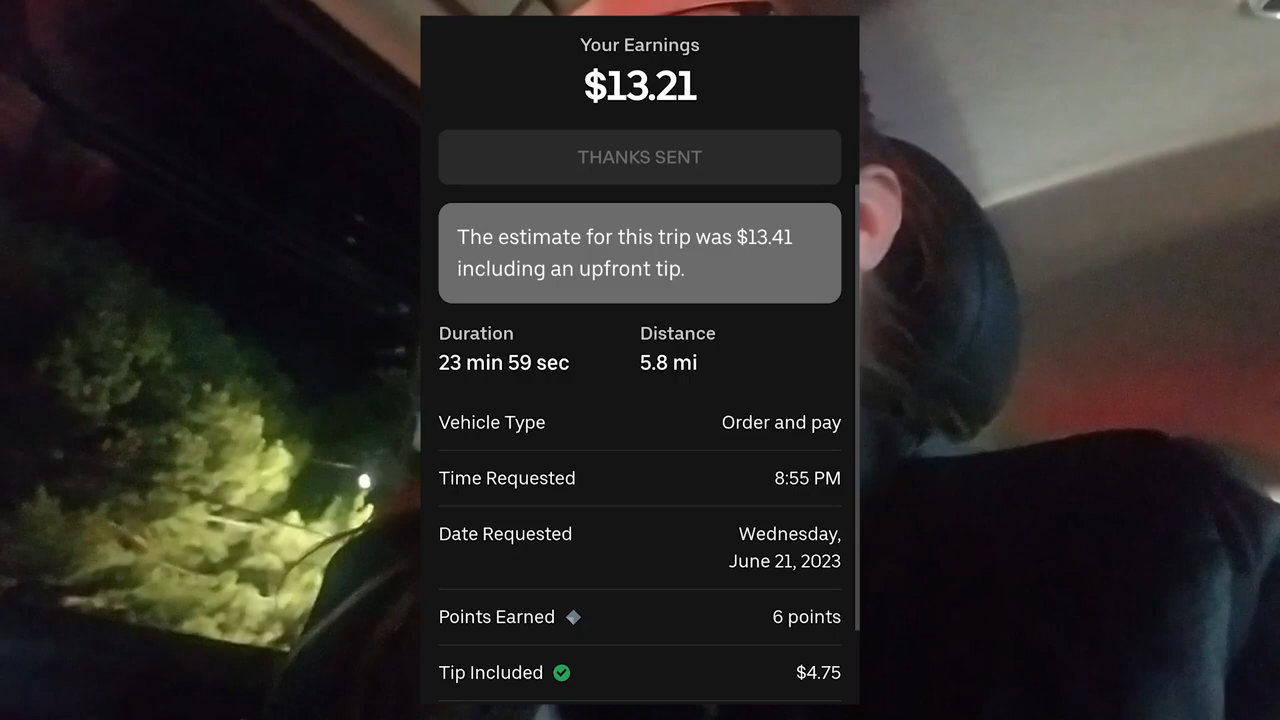 Your Earnings
$13.21
THANKS SENT
The estimate for this trip was $13.41
including an upfront tip.
Duration
Distance
23 min 59 sec
5.8 mi
Vehicle Type
Order and pay
Time Requested
8:55 PM
Date Requested
Wednesday,
June 21, 2023
Points Earned
6 points
Tip Included
$4.75